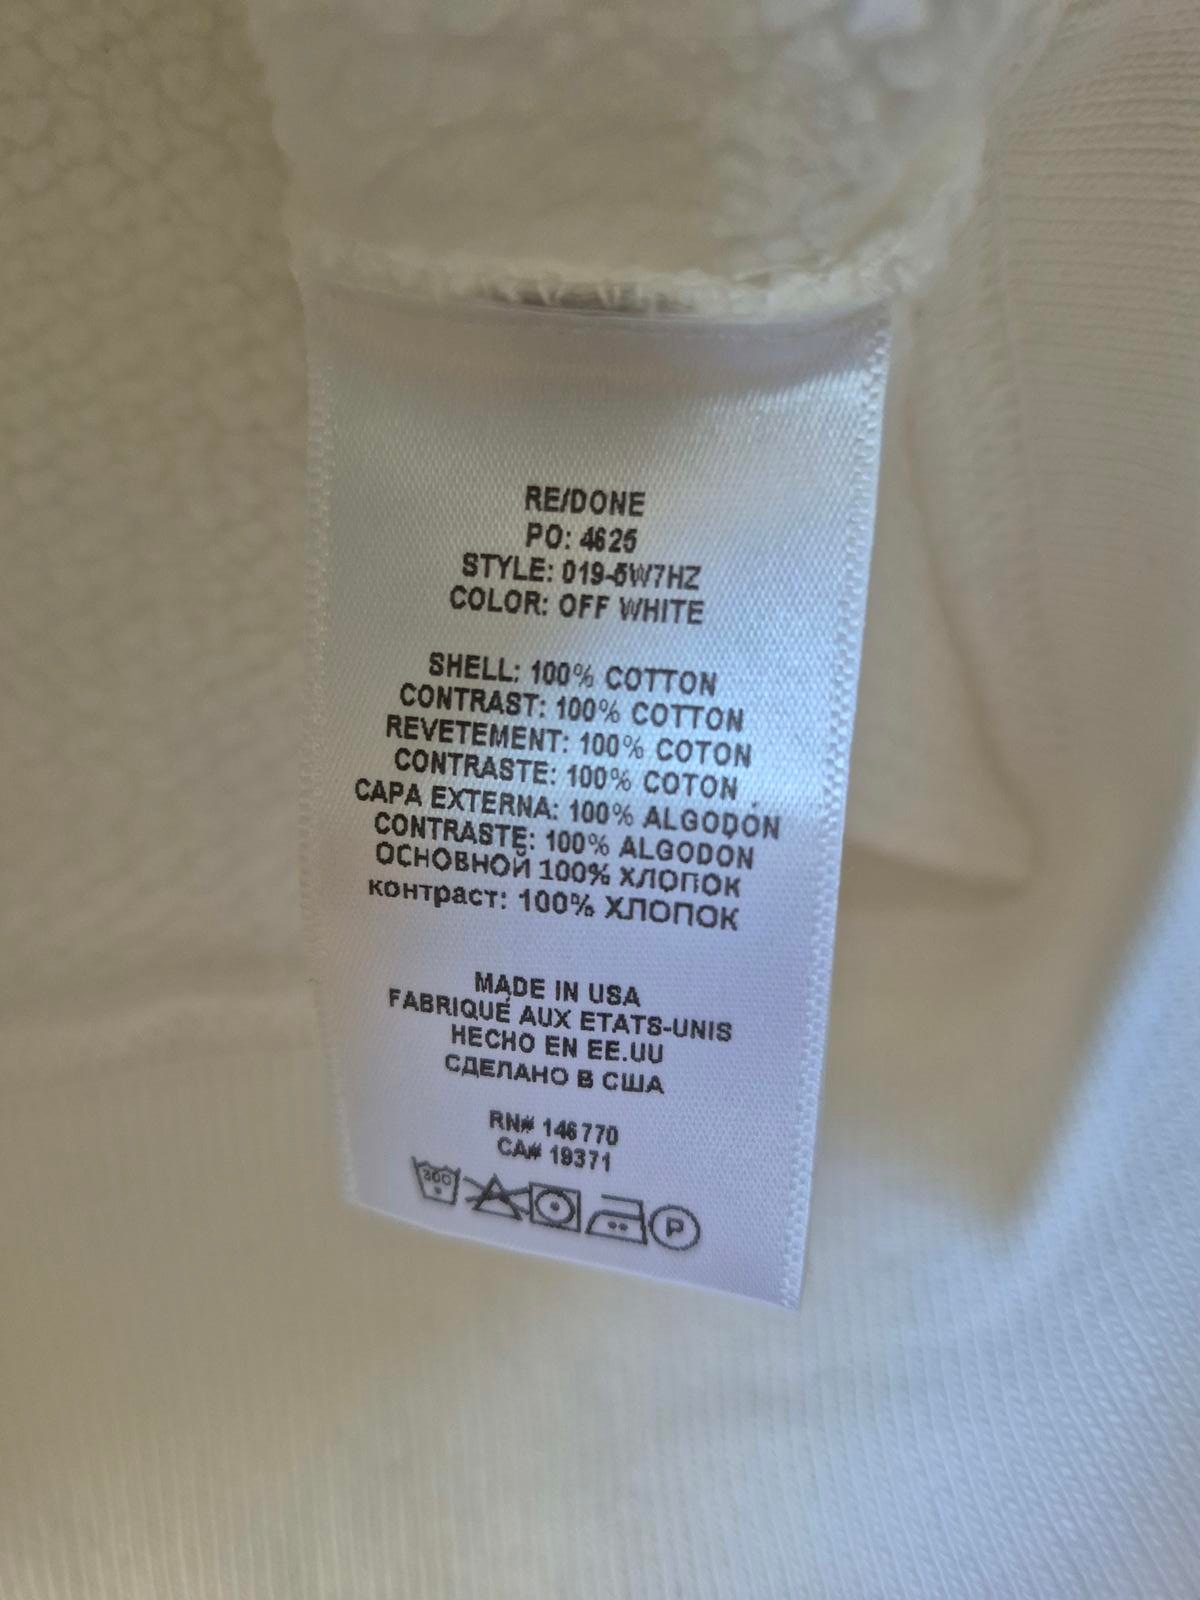 RE/DONE
PO: 4625
STYLE: 019-5W7HZ
COLOR: OFF WHITE
SHELL: 100% COTTON
CONTRAST: 100% COTTON
REVETEMENT: 100% COTON
CONTRASTE: 100% COTON
CAPA EXTERNA: 100% ALGODÓN
CONTRASTE: 100% ALGODÓN
ОСНОВНОЙ 100% ХЛОПОК
контраст: 100% ХЛОПОК
MADE IN USA
FABRIQUÉ AUX ETATS-UNIS
HECHO EN EE.UU
СДЕЛАНО В США
RN# 146770
CA# 19371
P